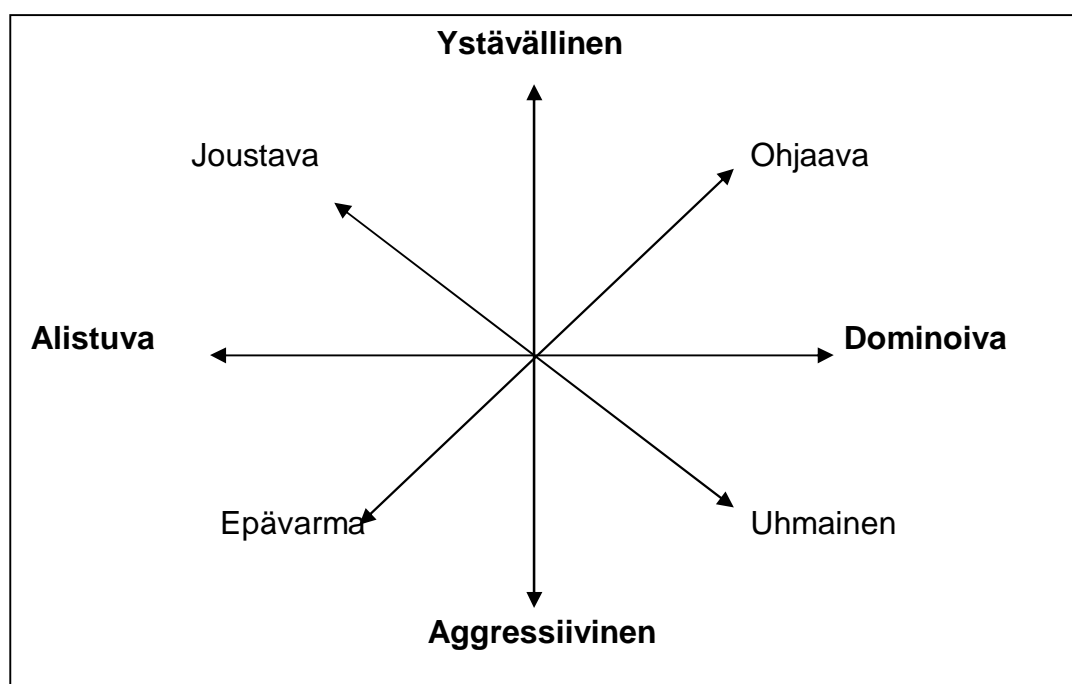 Ystävällinen
Joustava
Ohjaava
Alistuva
Dominoiva
Epävarma
Uhmainen
Aggressiivinen